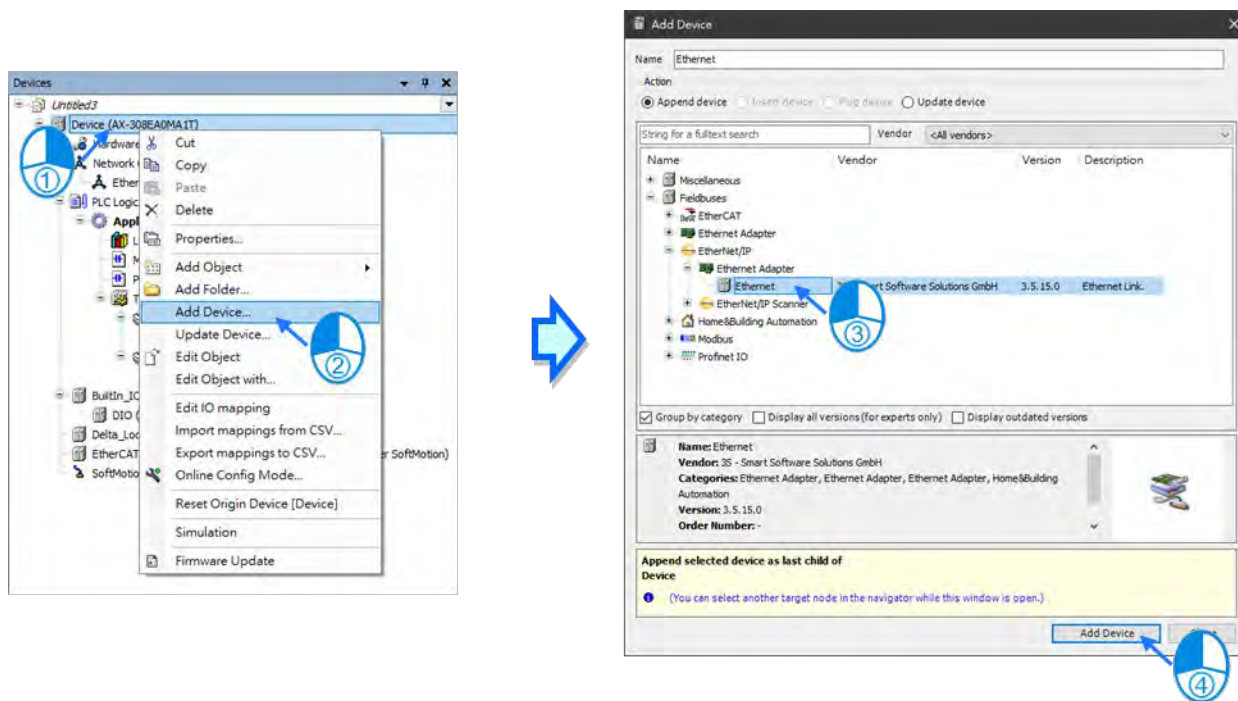 Devices
Untitled3
Device (AX-308EA0MA1T)
Hardware
Network
Ether
PLC Logic
Appl
L
M
P
T
BuiltIn_IO
DIO (
Delta_Loc
EtherCAT
r SoftMotion)
SoftMotio
①
Cut
Copy
Paste
Delete
Properties...
Add Object
Add Folder...
Add Device...
Update Device...
②
Edit Object
Edit Object with...
Edit IO mapping
Import mappings from CSV...
Export mappings to CSV...
Online Config Mode...
Reset Origin Device [Device]
Simulation
Firmware Update
Add Device
Name Ethernet
Action
Append device Insert device Plug device Update device
String for a fulltext search Vendor <All vendors>
Name Vendor Version Description
Miscellaneous
Fieldbuses
EtherCAT
Ethernet Adapter
EtherNet/IP
Ethernet Adapter
Ethernet art Software Solutions GmbH 3.5.15.0 Ethernet Link.
EtherNet/IP Scanner
Home&Building Automation
③
Modbus
Profinet IO
Group by category Display all versions (for experts only) Display outdated versions
Name: Ethernet
Vendor: 3S - Smart Software Solutions GmbH
Categories: Ethernet Adapter, Ethernet Adapter, Ethernet Adapter, Home&Building
Automation
Version: 3.5.15.0
Order Number: -
Append selected device as last child of
Device
(You can select another target node in the navigator while this window is open.)
Add Device
④